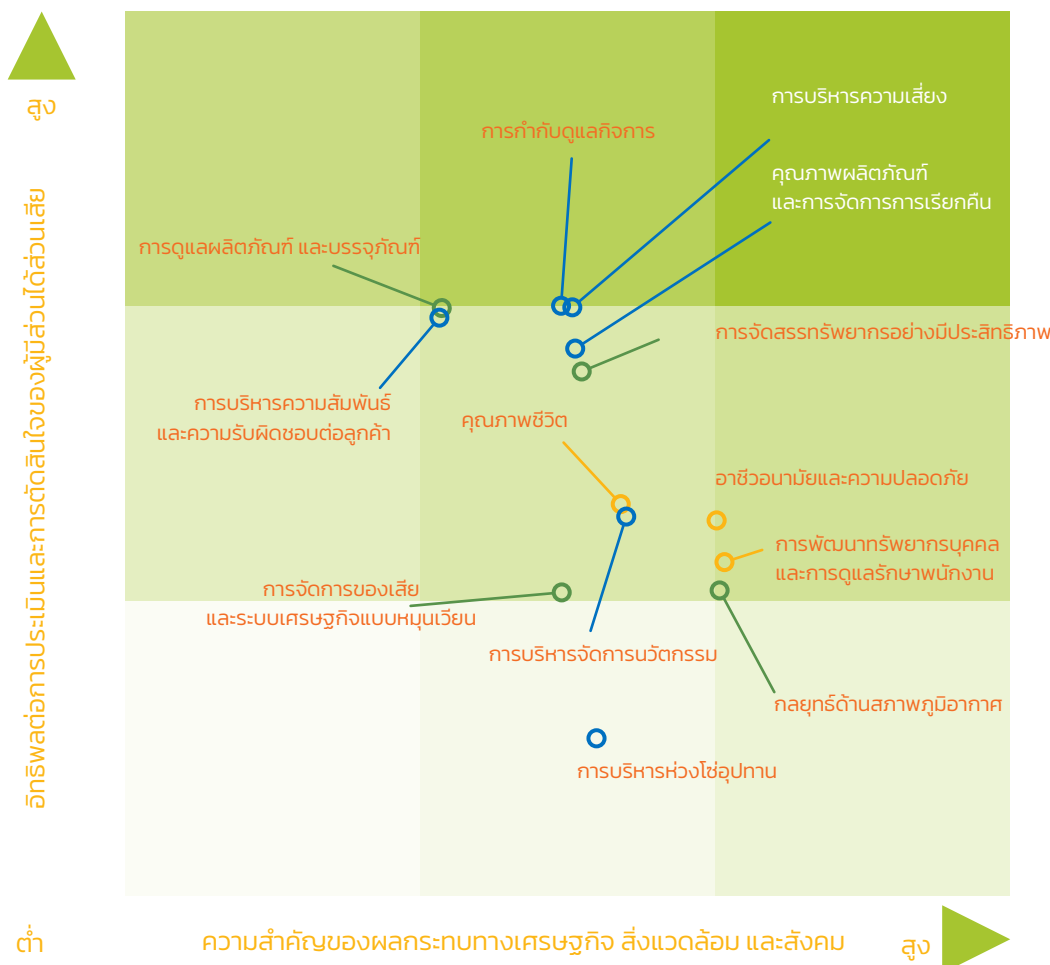 สูง
อิทธิพลต่อการประเมินและการตัดสินใจของผู้มีส่วนได้ส่วนเสีย
การบริหารความเสี่ยง
การกำกับดูแลกิจการ
คุณภาพผลิตภัณฑ์
และการจัดการการเรียกคืน
การดูแลผลิตภัณฑ์ และบรรจุภัณฑ์
การจัดสรรทรัพยากรอย่างมีประสิทธิภาพ
การบริหารความสัมพันธ์
และความรับผิดชอบต่อลูกค้า
คุณภาพชีวิต
อาชีวอนามัยและความปลอดภัย
การพัฒนาทรัพยากรบุคคล
และการดูแลรักษาพนักงาน
การจัดการของเสีย
และระบบเศรษฐกิจแบบหมุนเวียน
การบริหารจัดการนวัตกรรม
กลยุทธ์ด้านสภาพภูมิอากาศ
การบริหารห่วงโซ่อุปทาน
ต่ำ
ความสำคัญของผลกระทบทางเศรษฐกิจ สิ่งแวดล้อม และสังคม
สูง